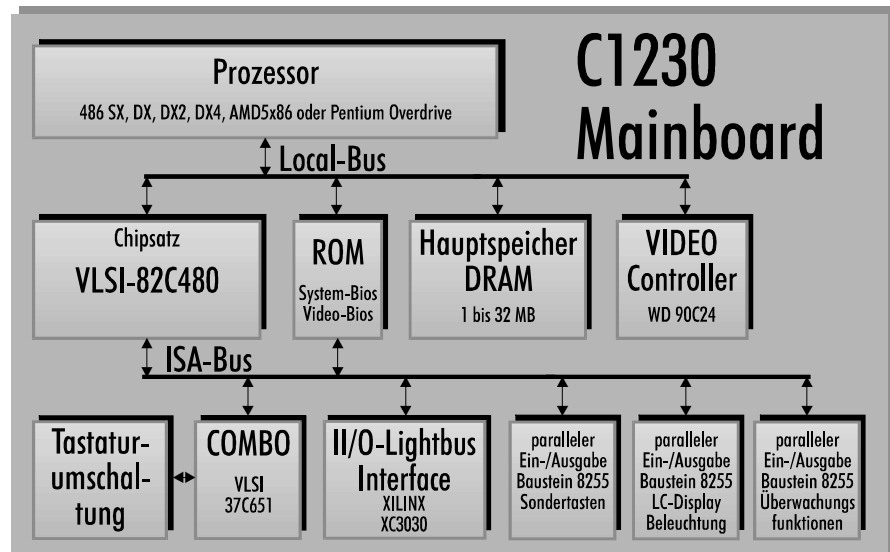 C1230
Mainboard
Prozessor
486 SX, DX, DX2, DX4, AMD5x86 oder Pentium Overdrive
Local-Bus
Chipsatz
VLSI-82C480
ROM
System-Bios
Video-Bios
Hauptspeicher
DRAM
1 bis 32 MB
VIDEO
Controller
WD 90C24
ISA-Bus
Tastatur-
umschal-
tung
COMBO
VLSI
37C651
II/O-Lightbus
Interface
XILINX
XC3030
paralleler
Ein-/Ausgabe
Baustein 8255
Sondertasten
paralleler
Ein-/Ausgabe
Baustein 8255
LC-Display
Beleuchtung
paralleler
Ein-/Ausgabe
Baustein 8255
Überwachungs
funktionen